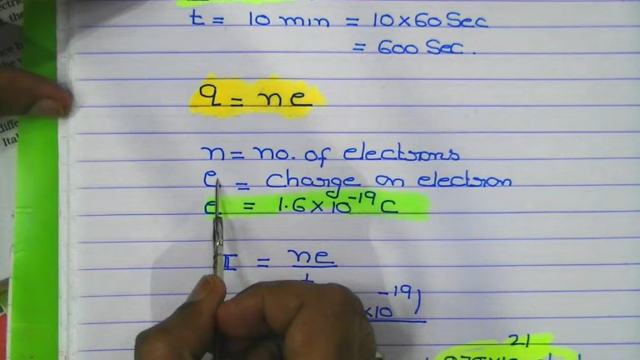 t = 10 min = 10×60 Sec
= 600 Sec.
q = ne
n = no. of electrons
e = Charge on electron
e = 1.6×10⁻¹⁹ C
I = ne
t
×10⁻¹⁹)
21